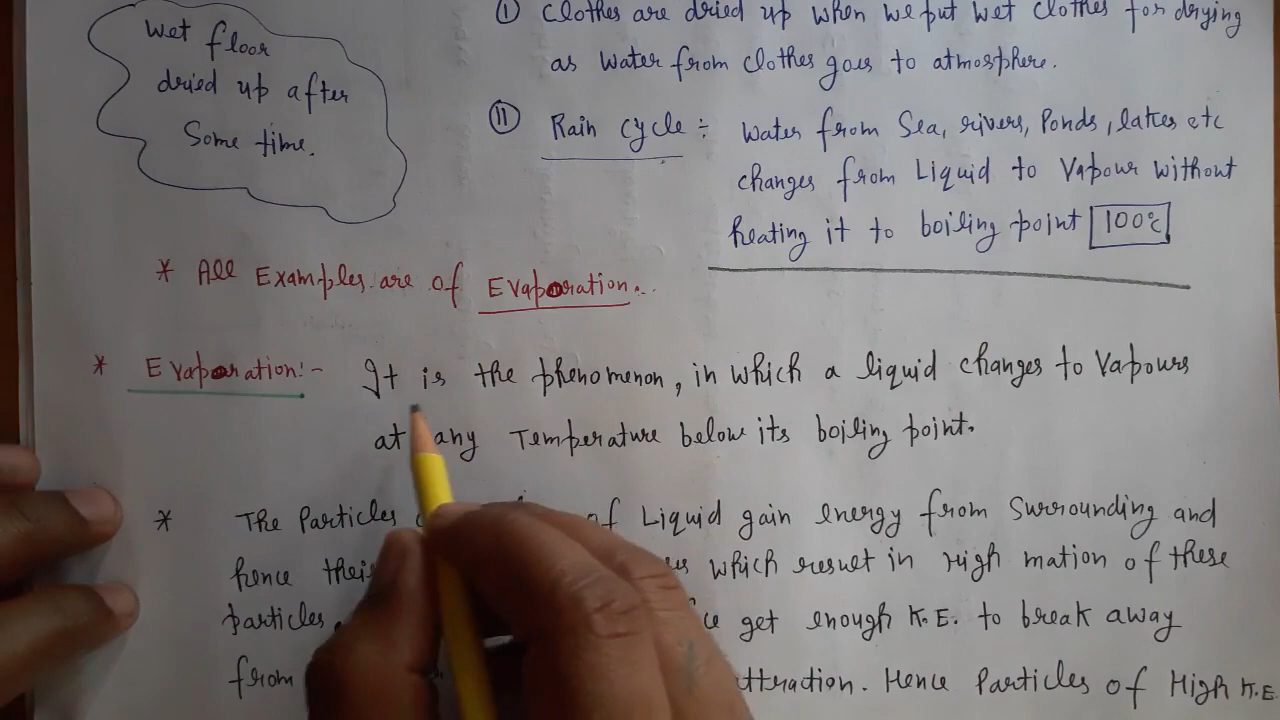 Wet floor
dried up after
Some time.
(I) Clothes are dried up when we put wet clothes for drying
as water from clothes goes to atmosphere.
(II) Rain Cycle :- Water from Sea, rivers, Ponds, lakes etc
changes from Liquid to Vapour without
heating it to boiling point 100°C
* All Examples are of Evaporation..
* Evaporation:- It is the phenomenon, in which a liquid changes to Vapours
at any Temperature below its boiling point.
* The Particles of Liquid gain energy from Surrounding and
hence which result in High mation of these
particles. get enough K.E. to break away
from attraction. Hence Particles of High K.E